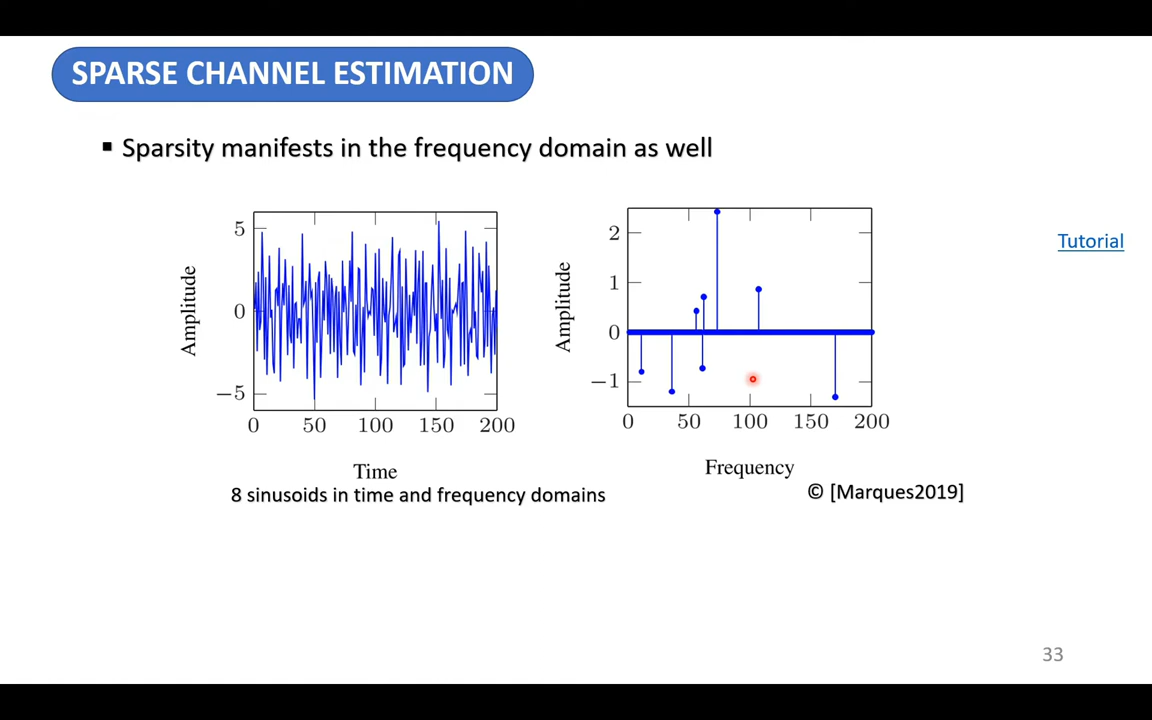 SPARSE CHANNEL ESTIMATION
▪ Sparsity manifests in the frequency domain as well
Tutorial
Amplitude
5
0
−5
0 50 100 150 200
Time
Amplitude
2
1
0
−1
0 50 100 150 200
Frequency
8 sinusoids in time and frequency domains
© [Marques2019]
33